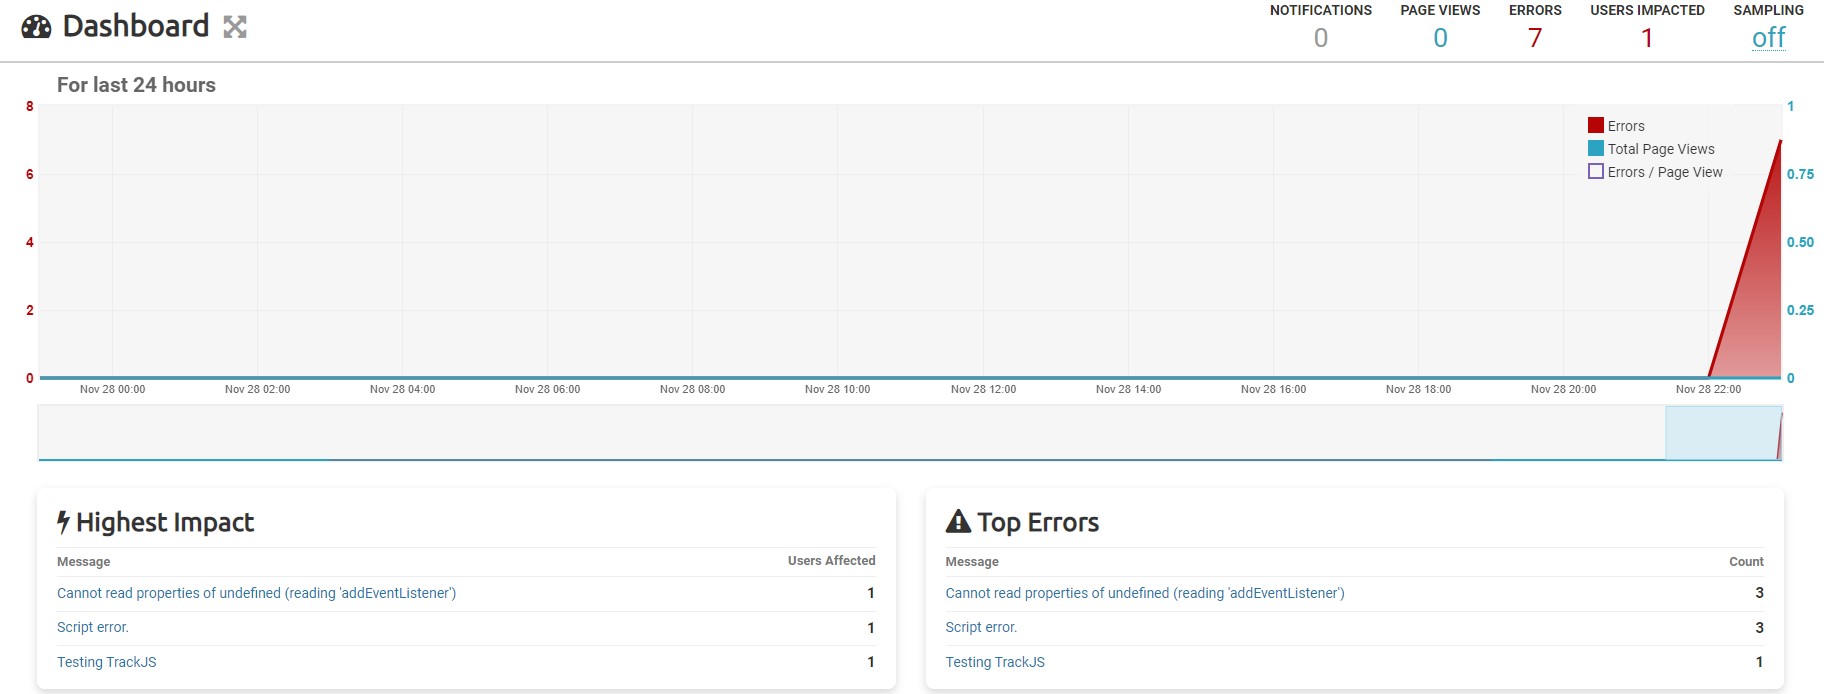 Dashboard
NOTIFICATIONS PAGE VIEWS ERRORS USERS IMPACTED SAMPLING
0 0 7 1 off
For last 24 hours
8 1
Errors
Total Page Views
6 0.75
Errors / Page View
4 0.50
2 0.25
0 0
Nov 28 00:00 Nov 28 02:00 Nov 28 04:00 Nov 28 06:00 Nov 28 08:00 Nov 28 10:00 Nov 28 12:00 Nov 28 14:00 Nov 28 16:00 Nov 28 18:00 Nov 28 20:00 Nov 28 22:00
Highest Impact
Message Users Affected
Cannot read properties of undefined (reading 'addEventListener') 1
Script error. 1
Testing TrackJS 1
Top Errors
Message Count
Cannot read properties of undefined (reading 'addEventListener') 3
Script error. 3
Testing TrackJS 1